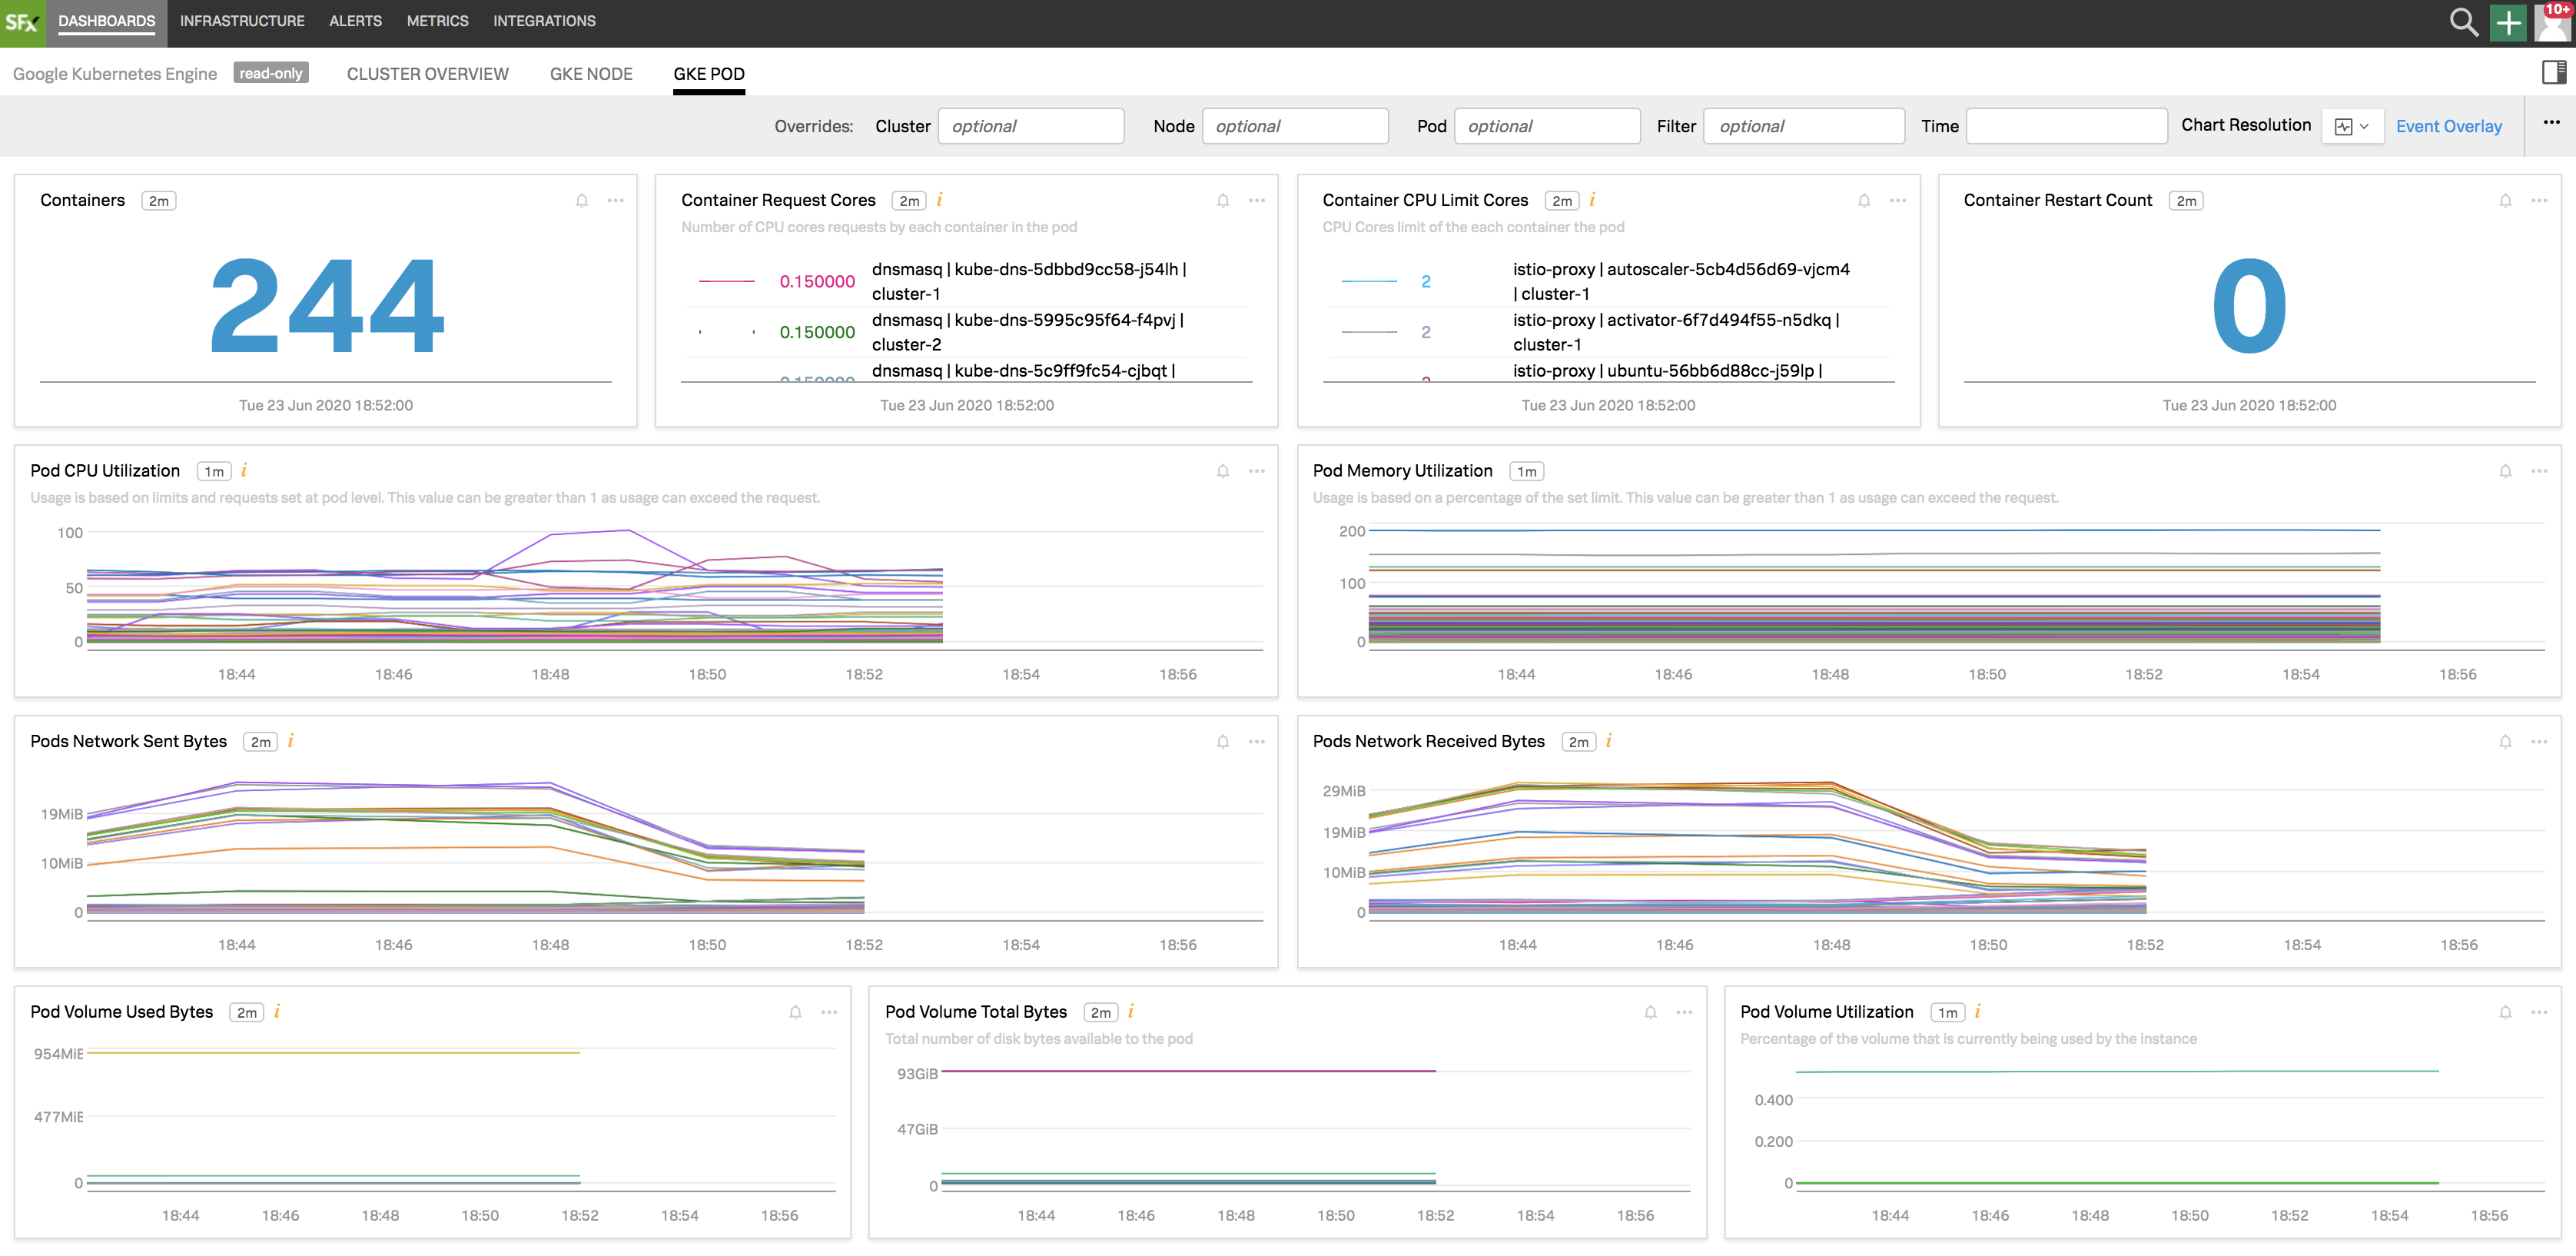 SFx DASHBOARDS INFRASTRUCTURE ALERTS METRICS INTEGRATIONS 10+
Google Kubernetes Engine read-only CLUSTER OVERVIEW GKE NODE GKE POD
Overrides: Cluster optional Node optional Pod optional Filter optional Time Chart Resolution Event Overlay
Containers 2m
244
Tue 23 Jun 2020 18:52:00
Container Request Cores 2m i
Number of CPU cores requests by each container in the pod
0.150000 dnsmasq | kube-dns-5dbbd9cc58-j54lh |
cluster-1
0.150000 dnsmasq | kube-dns-5995c95f64-f4pvj |
cluster-2
0.150000 dnsmasq | kube-dns-5c9ff9fc54-cjbqt |
Tue 23 Jun 2020 18:52:00
Container CPU Limit Cores 2m i
CPU Cores limit of the each container the pod
2 istio-proxy | autoscaler-5cb4d56d69-vjcm4
| cluster-1
2 istio-proxy | activator-6f7d494f55-n5dkq |
cluster-1
2 istio-proxy | ubuntu-56bb6d88cc-j59lp |
Tue 23 Jun 2020 18:52:00
Container Restart Count 2m
0
Tue 23 Jun 2020 18:52:00
Pod CPU Utilization 1m i
Usage is based on limits and requests set at pod level. This value can be greater than 1 as usage can exceed the request.
100
50
0
18:44 18:46 18:48 18:50 18:52 18:54 18:56
Pod Memory Utilization 1m
Usage is based on a percentage of the set limit. This value can be greater than 1 as usage can exceed the request.
200
100
0
18:44 18:46 18:48 18:50 18:52 18:54 18:56
Pods Network Sent Bytes 2m i
19MiB
10MiB
0
18:44 18:46 18:48 18:50 18:52 18:54 18:56
Pods Network Received Bytes 2m i
29MiB
19MiB
10MiB
0
18:44 18:46 18:48 18:50 18:52 18:54 18:56
Pod Volume Used Bytes 2m i
954MiB
477MiB
0
18:44 18:46 18:48 18:50 18:52 18:54 18:56
Pod Volume Total Bytes 2m i
Total number of disk bytes available to the pod
93GiB
47GiB
0
18:44 18:46 18:48 18:50 18:52 18:54 18:56
Pod Volume Utilization 1m i
Percentage of the volume that is currently being used by the instance
0.400
0.200
0
18:44 18:46 18:48 18:50 18:52 18:54 18:56